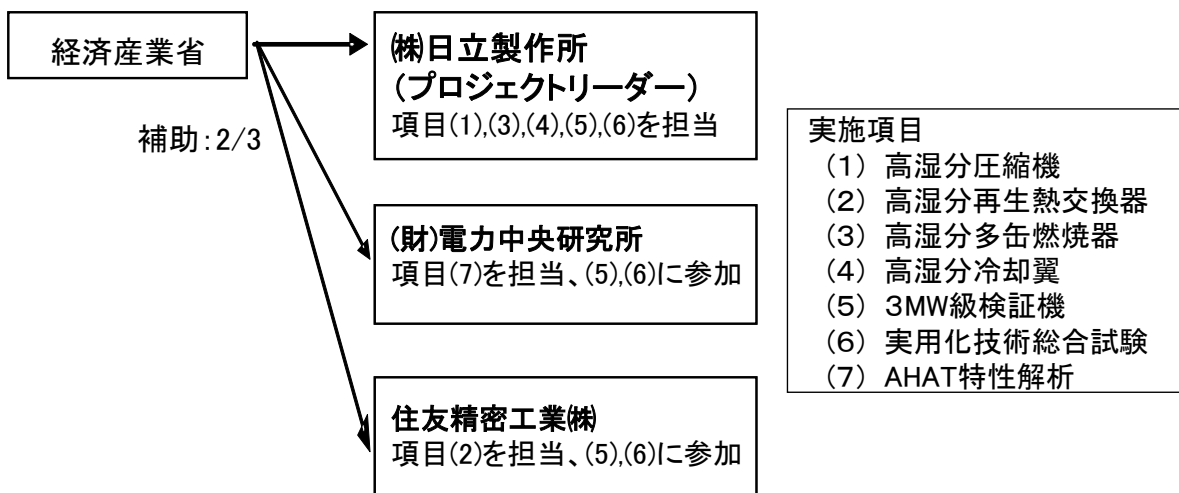 経済産業省
補助:2/3
㈱日立製作所
(プロジェクトリーダー)
項目(1),(3),(4),(5),(6)を担当
(財)電力中央研究所
項目(7)を担当、(5),(6)に参加
住友精密工業㈱
項目(2)を担当、(5),(6)に参加
実施項目
(1) 高湿分圧縮機
(2) 高湿分再生熱交換器
(3) 高湿分多缶燃焼器
(4) 高湿分冷却翼
(5) 3MW級検証機
(6) 実用化技術総合試験
(7) AHAT特性解析